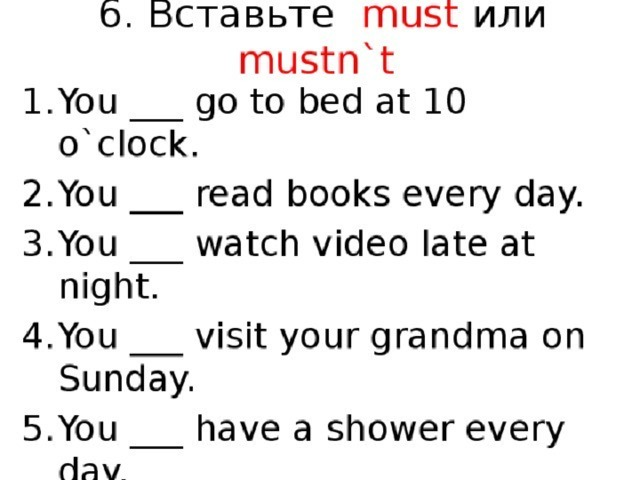 6. Вставьте must или
mustn`t
1. You ___ go to bed at 10
o`clock.
2. You ___ read books every day.
3. You ___ watch video late at
night.
4. You ___ visit your grandma on
Sunday.
5. You ___ have a shower every
day.